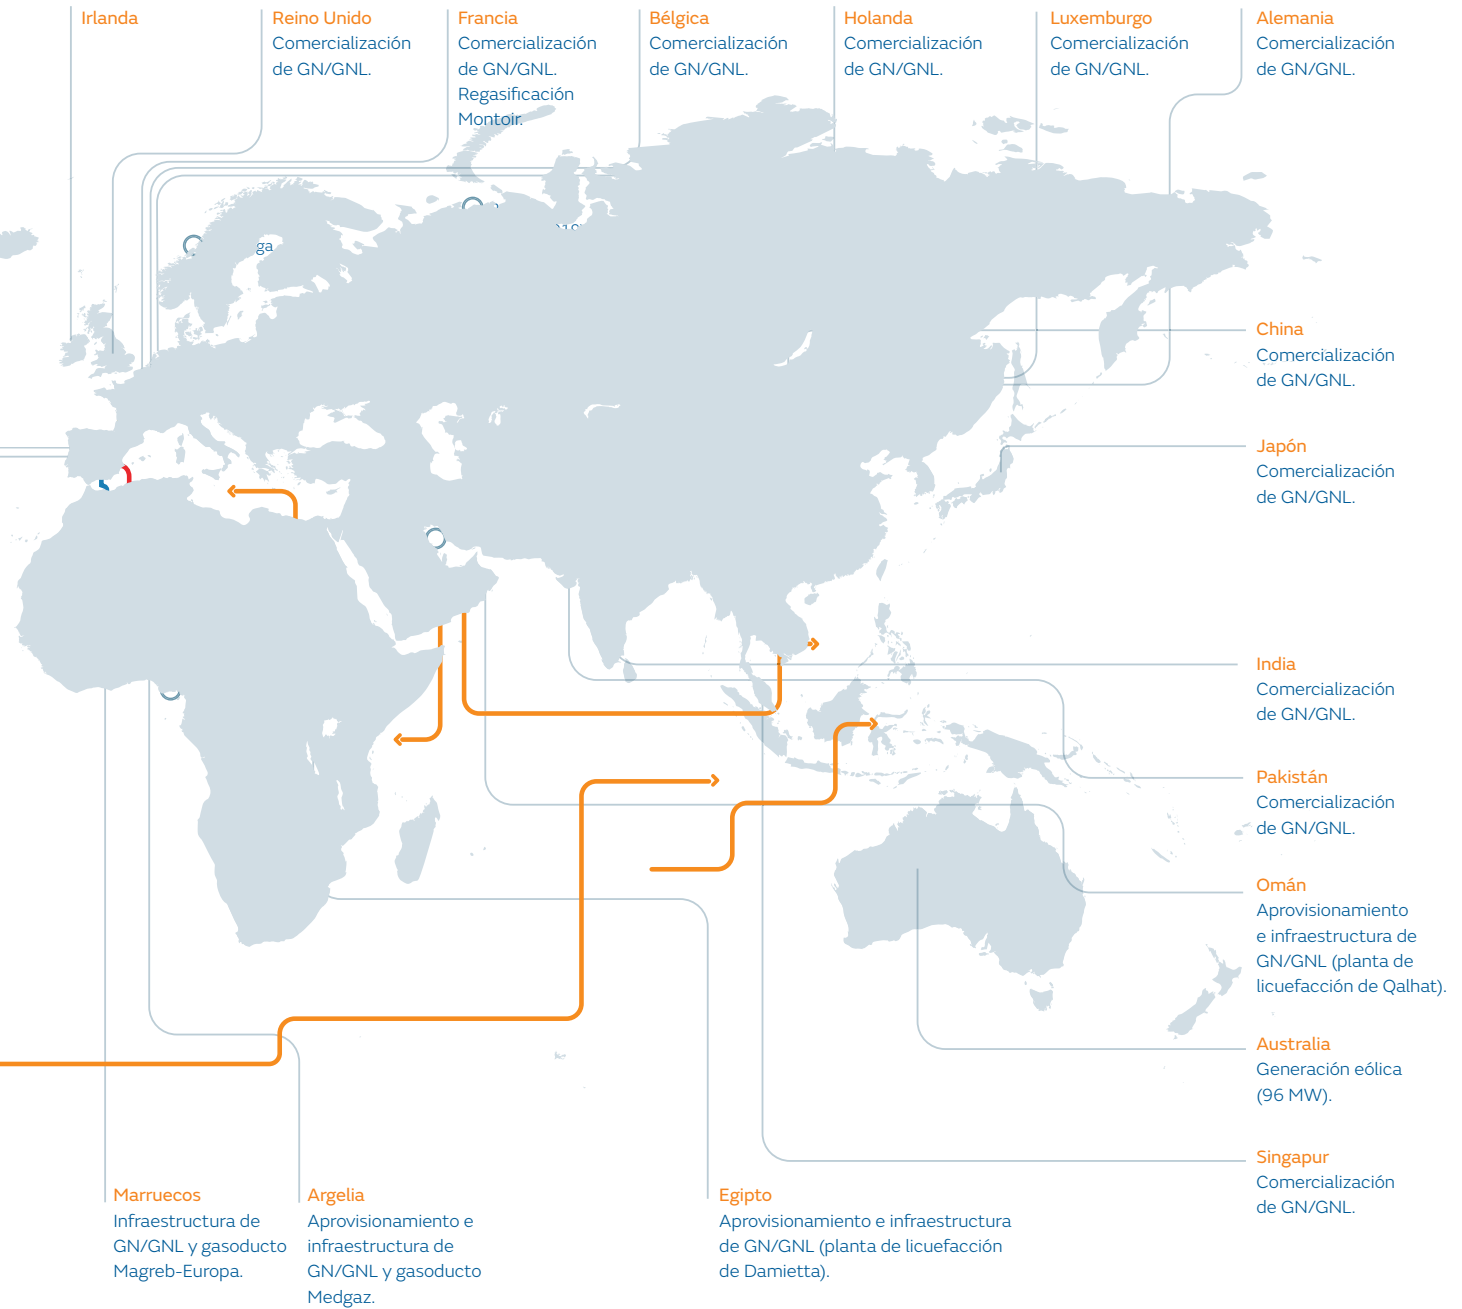 Irlanda
Reino Unido
Comercialización
de GN/GNL.
Francia
Comercialización
de GN/GNL.
Regasificación
Montoir.
Bélgica
Comercialización
de GN/GNL.
Holanda
Comercialización
de GN/GNL.
Luxemburgo
Comercialización
de GN/GNL.
Alemania
Comercialización
de GN/GNL.
ga
China
Comercialización
de GN/GNL.
Japón
Comercialización
de GN/GNL.
India
Comercialización
de GN/GNL.
Pakistán
Comercialización
de GN/GNL.
Omán
Aprovisionamiento
e infraestructura de
GN/GNL (planta de
licuefacción de Qalhat).
Australia
Generación eólica
(96 MW).
Singapur
Comercialización
de GN/GNL.
Marruecos
Infraestructura de
GN/GNL y gasoducto
Magreb-Europa.
Argelia
Aprovisionamiento e
infraestructura de
GN/GNL y gasoducto
Medgaz.
Egipto
Aprovisionamiento e infraestructura
de GN/GNL (planta de licuefacción
de Damietta).